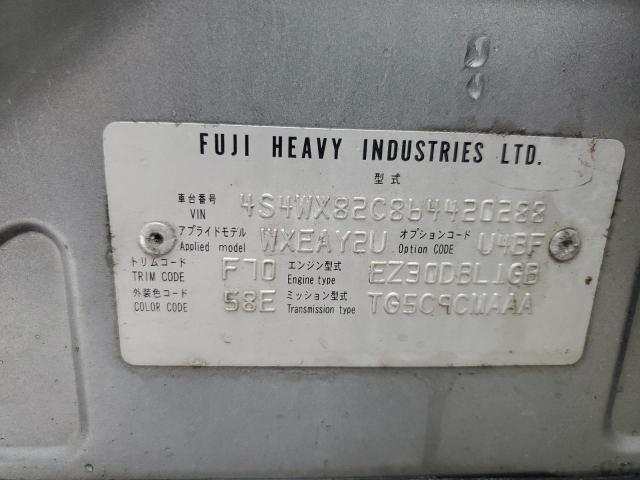 FUJI HEAVY INDUSTRIES LTD.
型式
車台番号 VIN 4S4WX82C864420288
アプライドモデル Applied model WXEAY2U オプションコード Option CODE U4BF
トリムコード TRIM CODE F70 エンジン型式 Engine type EZ30DBL1GB
外装色コード COLOR CODE 58E ミッション型式 Transmission type TG5C9CMAAA